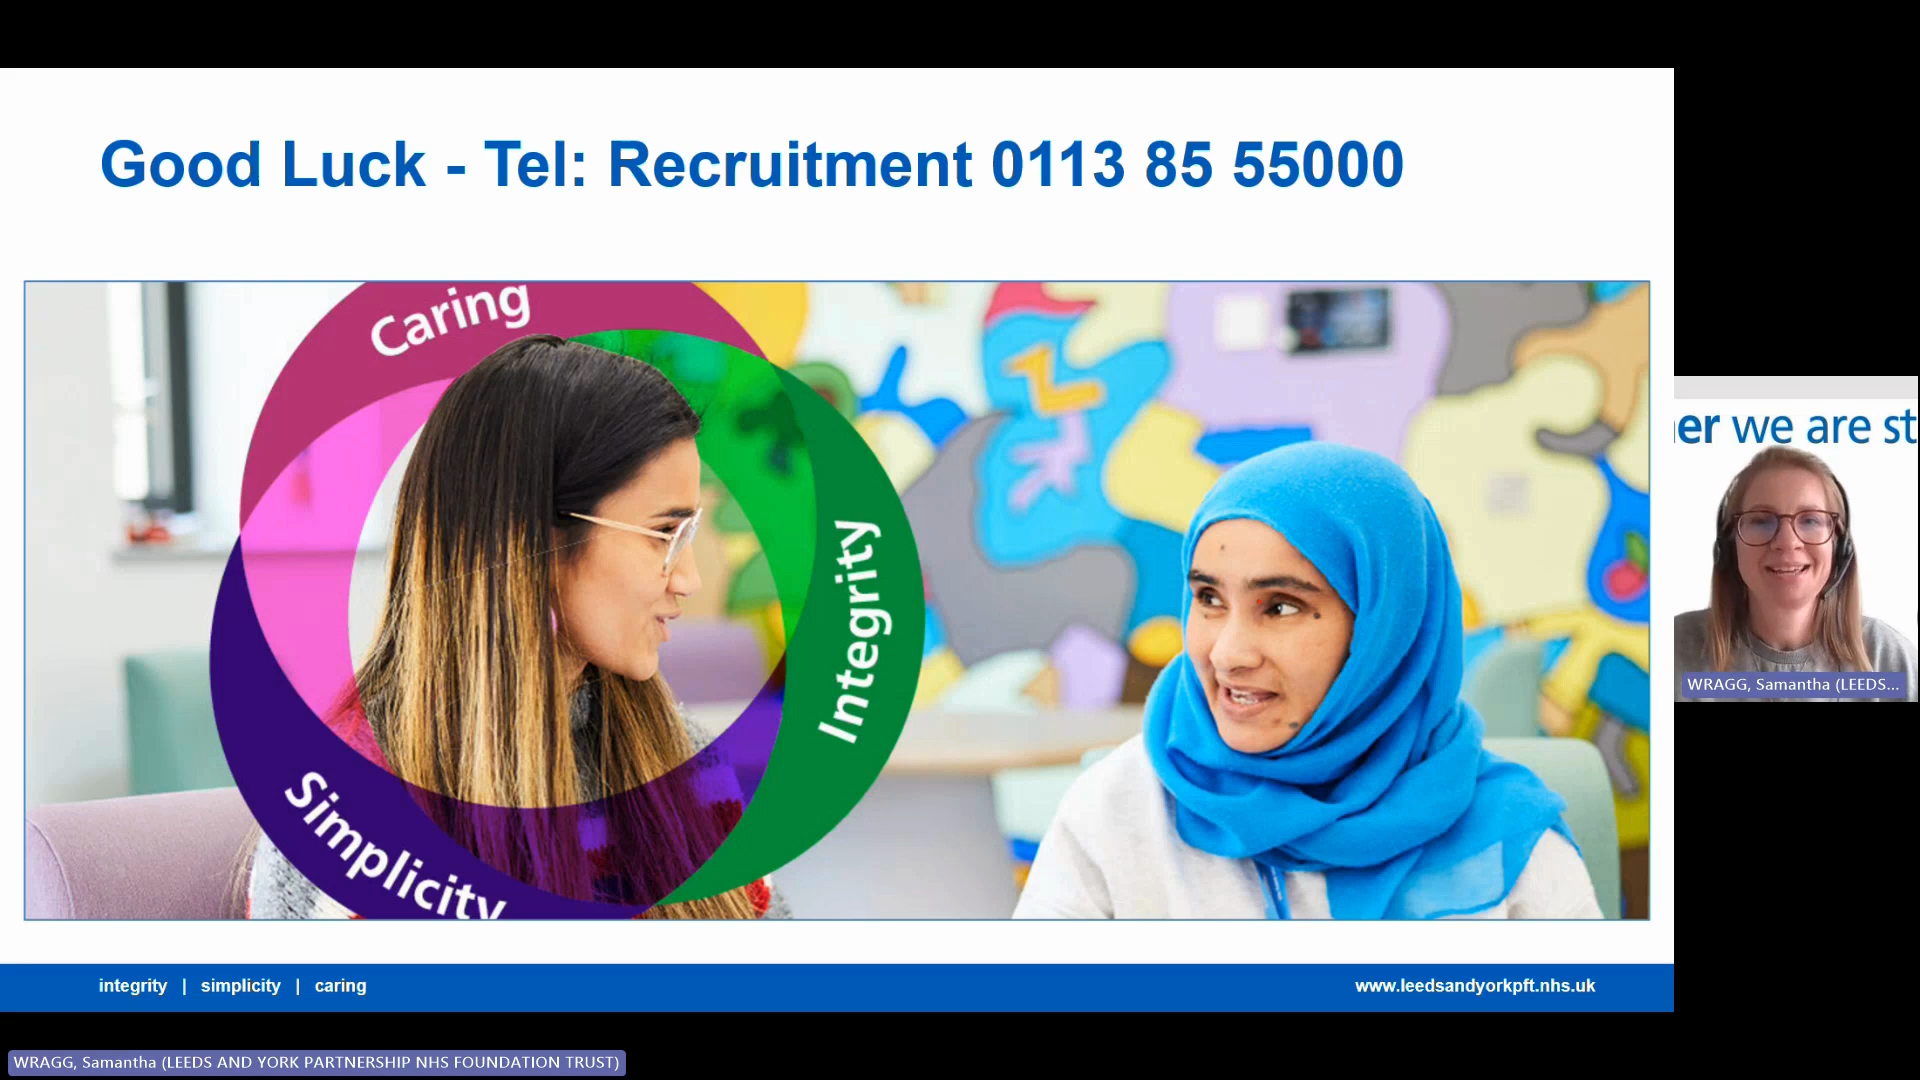 Good Luck - Tel: Recruitment 0113 85 55000
Caring
Integrity
Simplicity
er we are st
WRAGG, Samantha (LEEDS...
integrity | simplicity | caring
www.leedsandyorkpft.nhs.uk
WRAGG, Samantha (LEEDS AND YORK PARTNERSHIP NHS FOUNDATION TRUST)